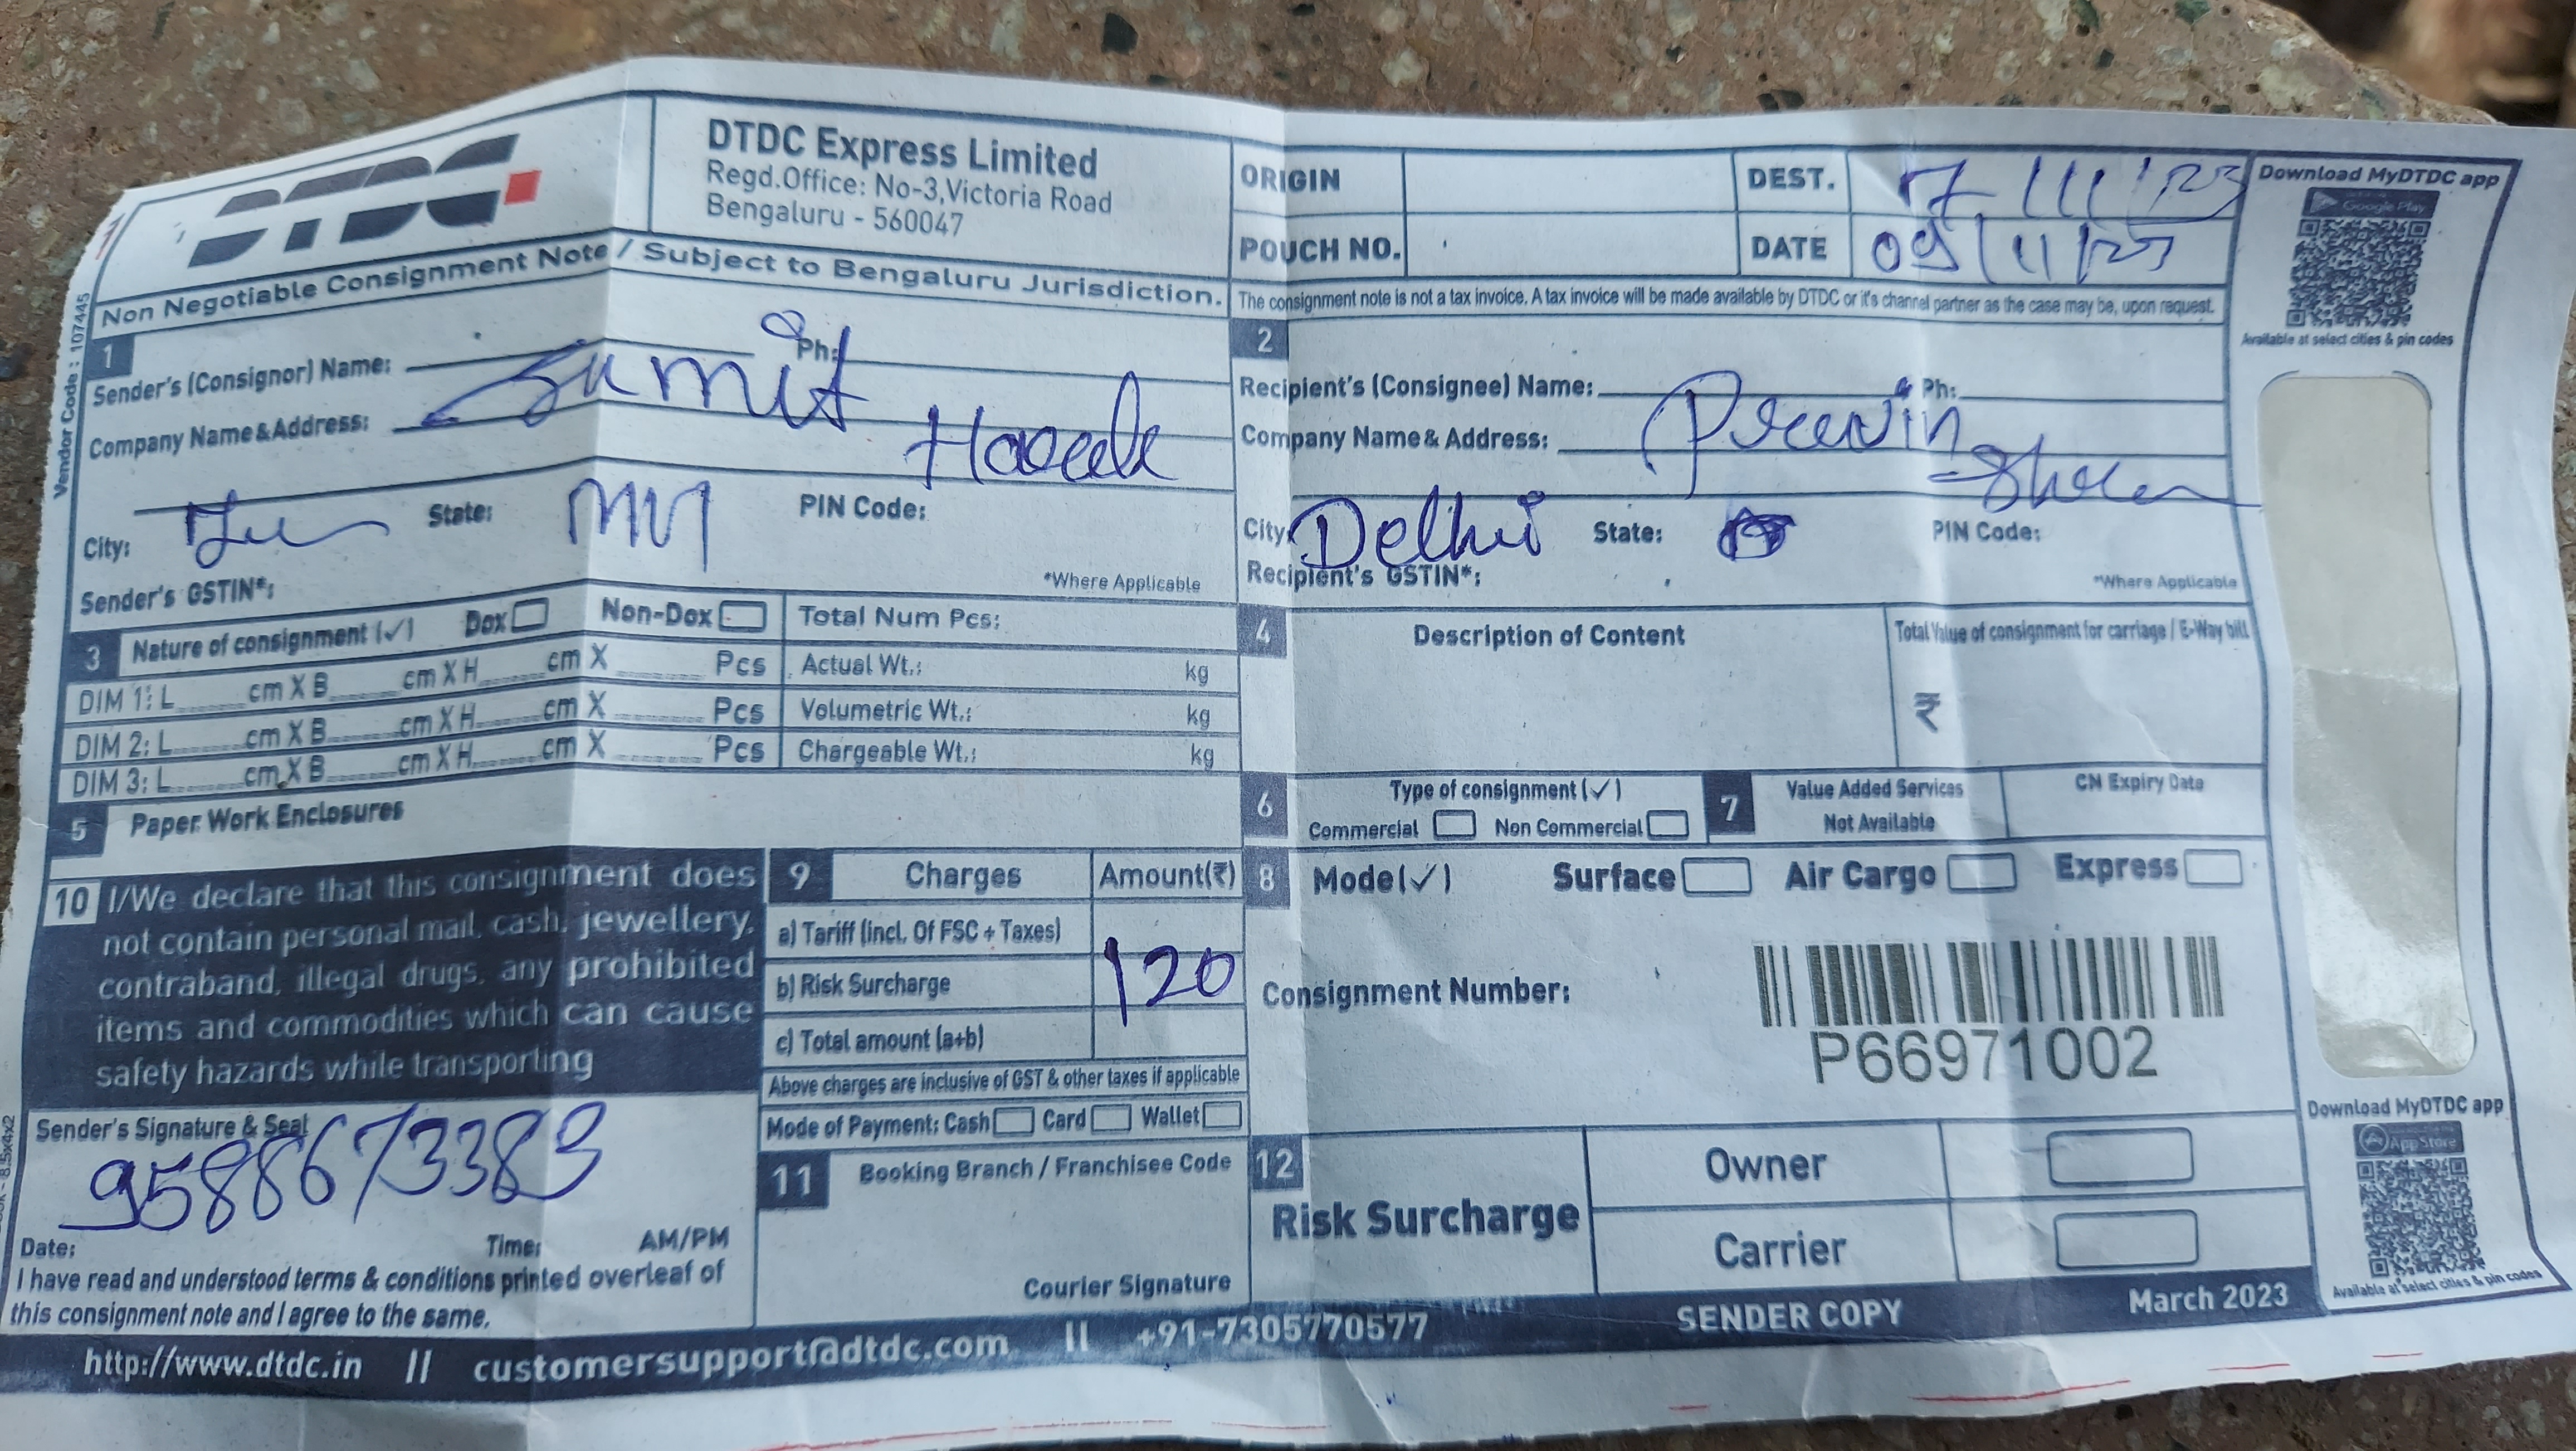 - 8.5x4x2
Vendor Code : 107445
DTDC
DTDC Express Limited
Regd.Office: No-3,Victoria Road
Bengaluru - 560047
ORIGIN
DEST.
7/11/25
POUCH NO.
DATE
Download MyDTDC app
Available at select cities & pin codes
Non Negotiable Consignment Note / Subject to Bengaluru Jurisdiction.
The consignment note is not a tax invoice. A tax invoice will be made available by DTDC or it's channel partner as the case may be, upon request.
1
Sender's (Consignor) Name:
Ph:
Company Name & Address:
Sumit
City:
State:
PIN Code:
Sender's GSTIN*:
*Where Applicable
2
Recipient's (Consignee) Name:
Ph:
Company Name & Address:
City: Delhi
State:
PIN Code:
Recipient's GSTIN*:
*Where Applicable
3 Nature of consignment (✓) Dox Non-Dox Total Num Pcs:
DIM 1: L cm X B cm X H cm X Pcs Actual Wt.: kg
DIM 2: L cm X B cm X H cm X Pcs Volumetric Wt.: kg
DIM 3: L cm X B cm X H cm X Pcs Chargeable Wt.: kg
4 Description of Content
Total Value of consignment for carriage / E-Way bill
₹
5 Paper Work Enclosures
6 Type of consignment (✓)
Commercial Non Commercial
7 Value Added Services
Not Available
CN Expiry Date
10 I/We declare that this consignment does
not contain personal mail, cash, jewellery,
contraband, illegal drugs, any prohibited
items and commodities which can cause
safety hazards while transporting
9 Charges Amount(₹)
a) Tariff (incl. Of FSC + Taxes)
b) Risk Surcharge
120
c) Total amount (a+b)
Above charges are inclusive of GST & other taxes if applicable
Mode of Payment: Cash Card Wallet
8 Mode (✓) Surface Air Cargo Express
Consignment Number:
P66971002
Sender's Signature & Seal
9588673389
Date: Time: AM/PM
I have read and understood terms & conditions printed overleaf of
this consignment note and I agree to the same.
11 Booking Branch / Franchisee Code
Courier Signature
12
Risk Surcharge
Owner
Carrier
Download MyDTDC app
Available at select cities & pin codes
http://www.dtdc.in || customersupport@dtdc.com || +91-7305770577
SENDER COPY
March 2023